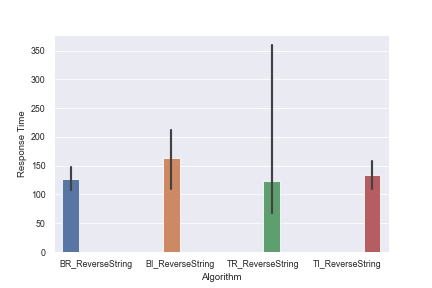 350
300
250
200
150
100
50
0
Response Time
BR_ReverseString BI_ReverseString TR_ReverseString TI_ReverseString
Algorithm